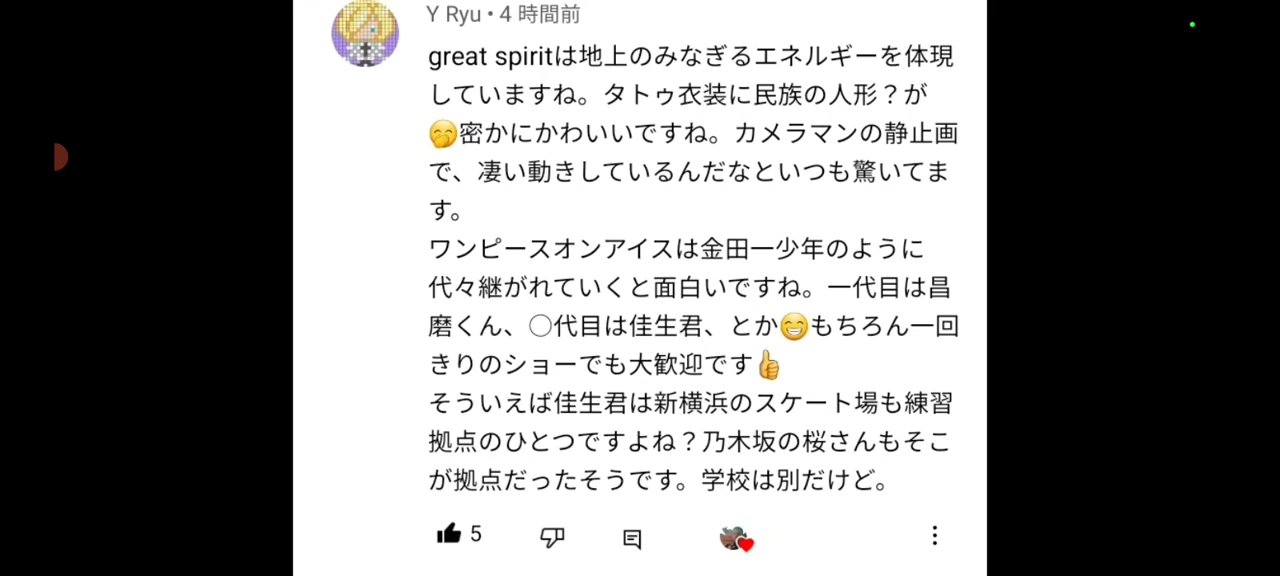 Y Ryu • 4 時間前
great spiritは地上のみなぎるエネルギーを体現
していますね。タトゥ衣装に民族の人形？が
🤭密かにかわいいですね。カメラマンの静止画
で、凄い動きしているんだなといつも驚いてま
す。
ワンピースオンアイスは金田一少年のように
代々継がれていくと面白いですね。一代目は昌
磨くん、○代目は佳生君、とか😁もちろん一回
きりのショーでも大歓迎です👍
そういえば佳生君は新横浜のスケート場も練習
拠点のひとつですよね？乃木坂の桜さんもそこ
が拠点だったそうです。学校は別だけど。
5